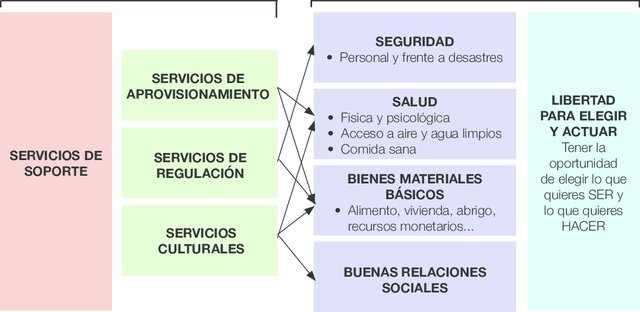 SERVICIOS DE
SOPORTE
SERVICIOS DE
APROVISIONAMIENTO
SERVICIOS DE
REGULACIÓN
SERVICIOS
CULTURALES
SEGURIDAD
• Personal y frente a desastres
SALUD
• Fisica y psicológica
• Acceso a aire y agua limpios
• Comida sana
BIENES MATERIALES
BÁSICOS
• Alimento, vivienda, abrigo,
recursos monetarios...
BUENAS RELACIONES
SOCIALES
LIBERTAD
PARA ELEGIR
Y ACTUAR
Tener la
oportunidad
de elegir lo que
quieres SER y
lo que quieres
HACER